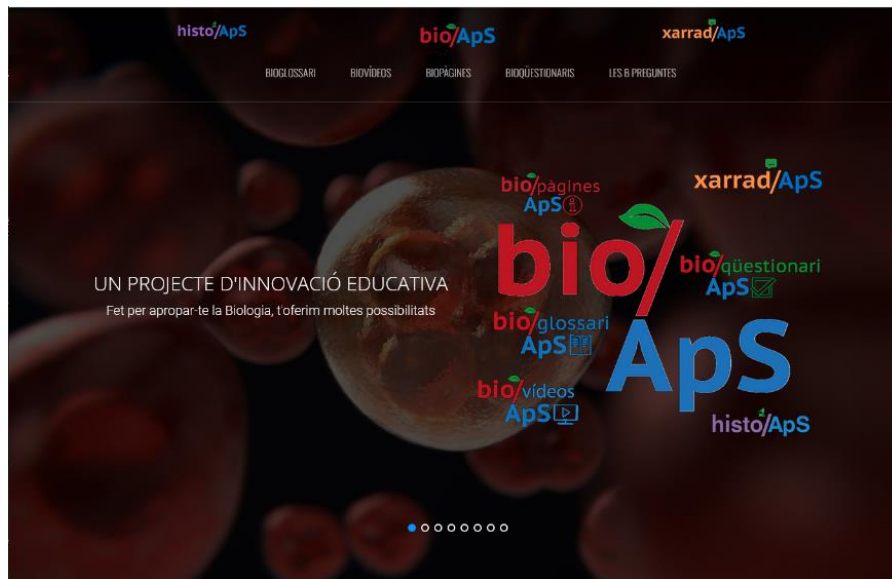 histo/ApS
bio/ApS
xarrad/ApS
BIOGLOSSARI BIOVÍDEOS BIOPÀGINES BIOQÜESTIONARIS LES B PREGUNTES
UN PROJECTE D'INNOVACIÓ EDUCATIVA
Fet per apropar-te la Biologia, t'oferim moltes possibilitats
bio/pàgines
ApS
xarrad/ApS
bio/
ApS
bio/qüestionari
ApS
bio/glossari
ApS
bio/vídeos
ApS
histo/ApS